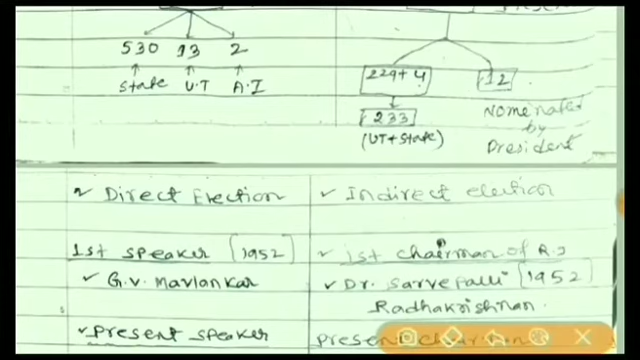 530 13 2
State U.T A.I
229+4 12
233
(UT+State)
Nomenated
by
President
✓ Direct Election
✓ Indirect election
1st speaker [1952]
1st chairman of R.S
✓ G.V. Mavlankar
✓ Dr. Sarvepalli [1952]
Radhakrishnan
✓ Present speaker
present